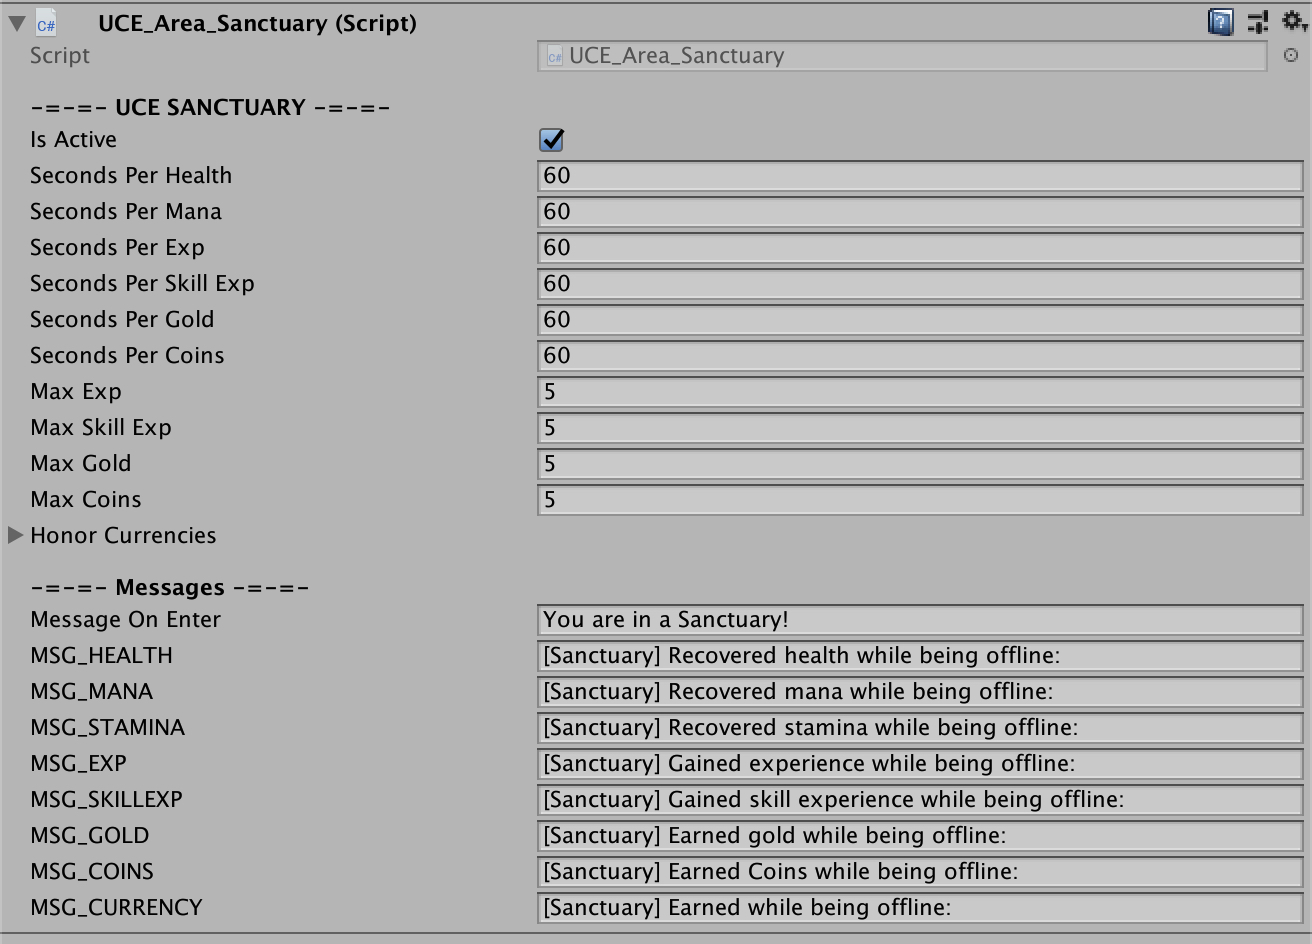 C# UCE_Area_Sanctuary (Script) ?
Script C# UCE_Area_Sanctuary
-=-=- UCE SANCTUARY -=-=-
Is Active
Seconds Per Health 60
Seconds Per Mana 60
Seconds Per Exp 60
Seconds Per Skill Exp 60
Seconds Per Gold 60
Seconds Per Coins 60
Max Exp 5
Max Skill Exp 5
Max Gold 5
Max Coins 5
Honor Currencies
-=-=- Messages -=-=-
Message On Enter You are in a Sanctuary!
MSG_HEALTH [Sanctuary] Recovered health while being offline:
MSG_MANA [Sanctuary] Recovered mana while being offline:
MSG_STAMINA [Sanctuary] Recovered stamina while being offline:
MSG_EXP [Sanctuary] Gained experience while being offline:
MSG_SKILLEXP [Sanctuary] Gained skill experience while being offline:
MSG_GOLD [Sanctuary] Earned gold while being offline:
MSG_COINS [Sanctuary] Earned Coins while being offline:
MSG_CURRENCY [Sanctuary] Earned while being offline: